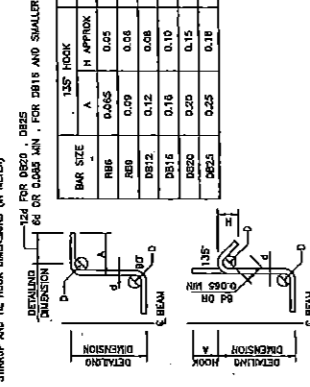 STIRRUP AND TIE HOOK DIMENSIONS (IN METER)
12d FOR DB20 , DB25
6d OR 0.065 MIN , FOR DB16 AND SMALLER
DETAILING
DIMENSION
D
A
d
90°
DETAILING
DIMENSION
℄ BEAM
135°
H
6d OR
0.065 MIN
D
d
HOOK
A
DETAILING
DIMENSION
℄ BEAM
BAR SIZE
135° HOOK
A
H APPROX
RB6 0.065 0.05
RB9 0.09 0.06
DB12 0.12 0.08
DB16 0.16 0.10
DB20 0.20 0.15
DB25 0.25 0.18